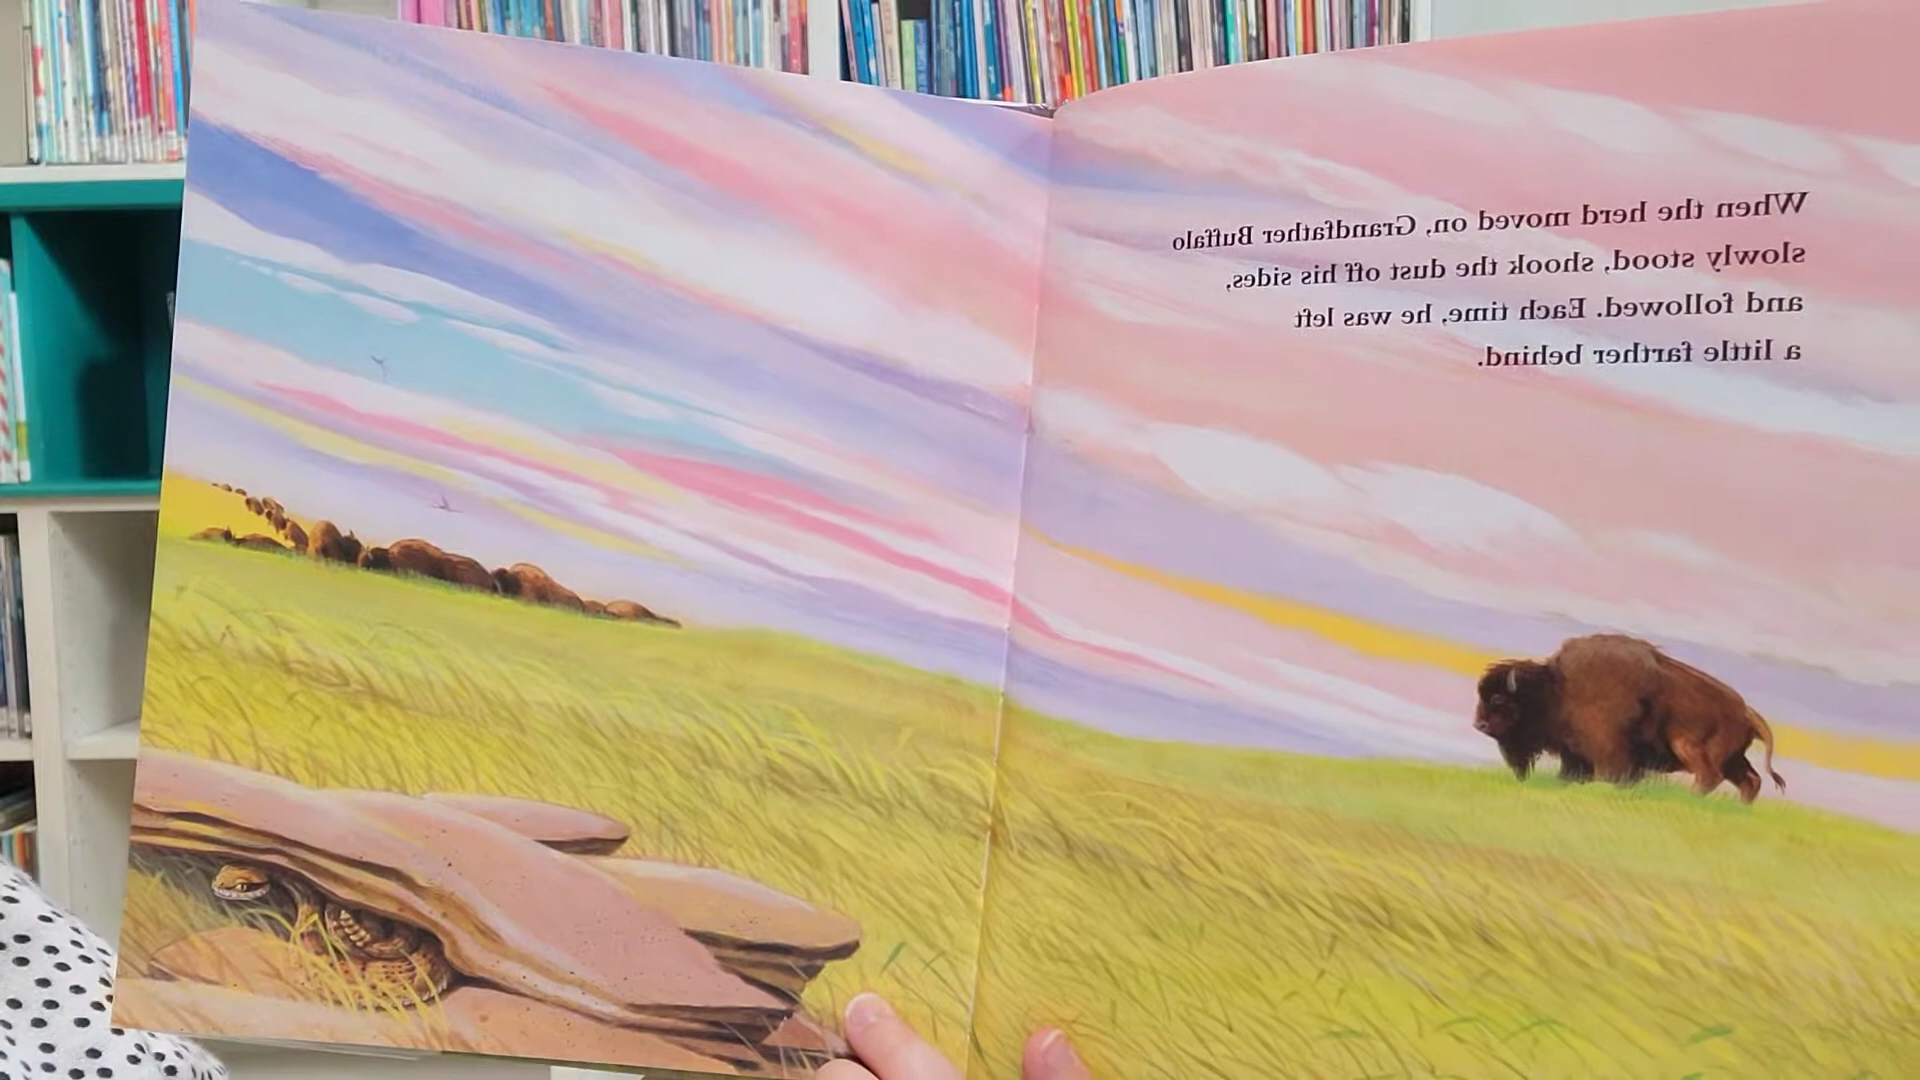 When the herd moved on, Grandfather Buffalo
slowly stood, shook the dust off his sides,
and followed. Each time, he was left
a little farther behind.